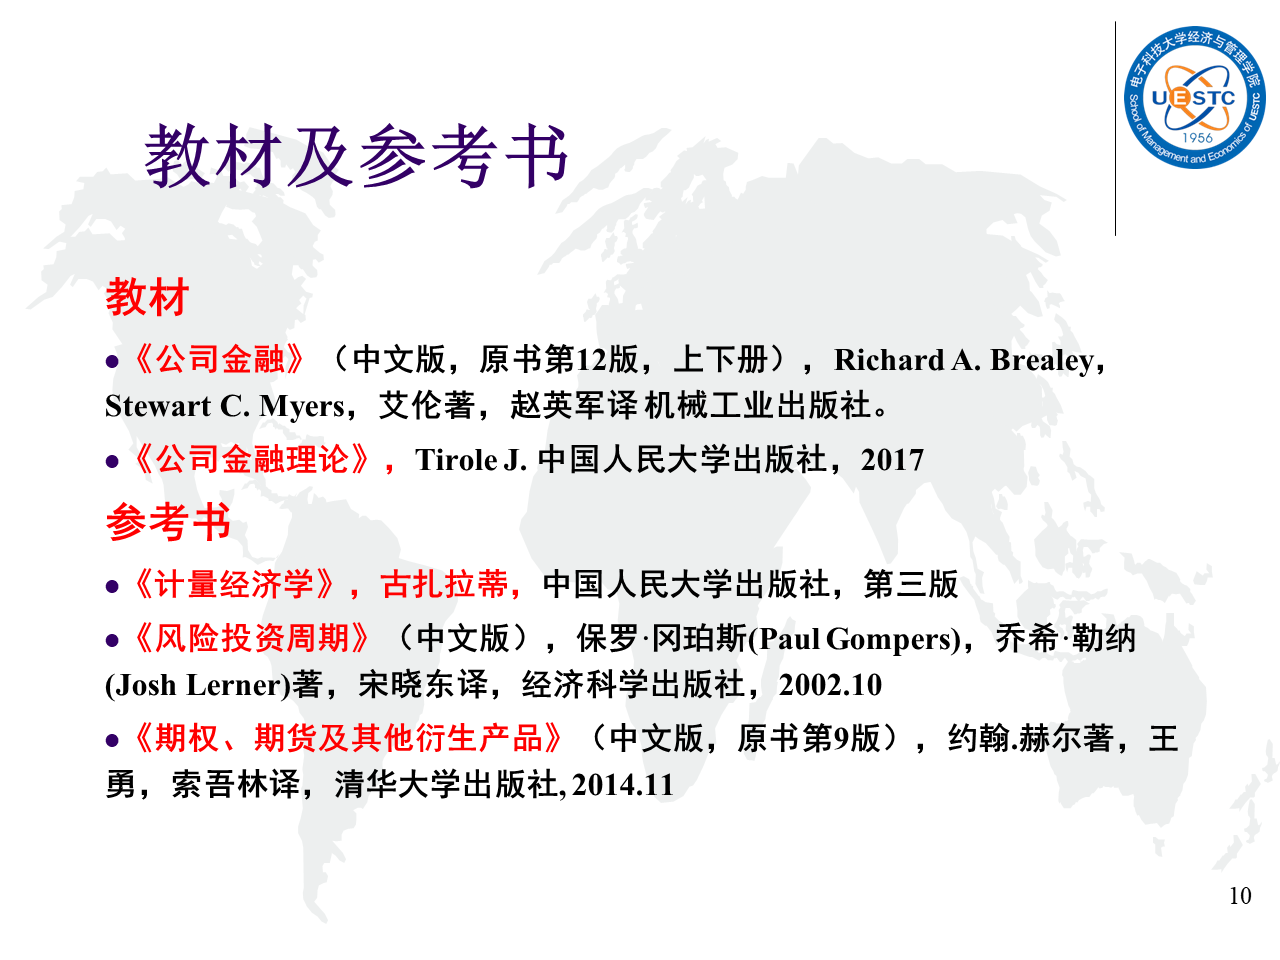 电子科技大学经济与管理学院
UESTC
1956
School of Management and Economics of UESTC
教材及参考书
教材
●《公司金融》（中文版，原书第12版，上下册）， Richard A. Brealey，
Stewart C. Myers，艾伦著，赵英军译 机械工业出版社。
●《公司金融理论》，Tirole J. 中国人民大学出版社，2017
参考书
●《计量经济学》，古扎拉蒂，中国人民大学出版社，第三版
●《风险投资周期》（中文版），保罗·冈珀斯(Paul Gompers)，乔希·勒纳
(Josh Lerner)著，宋晓东译，经济科学出版社，2002.10
●《期权、期货及其他衍生产品》（中文版，原书第9版），约翰.赫尔著，王
勇，索吾林译，清华大学出版社, 2014.11
10